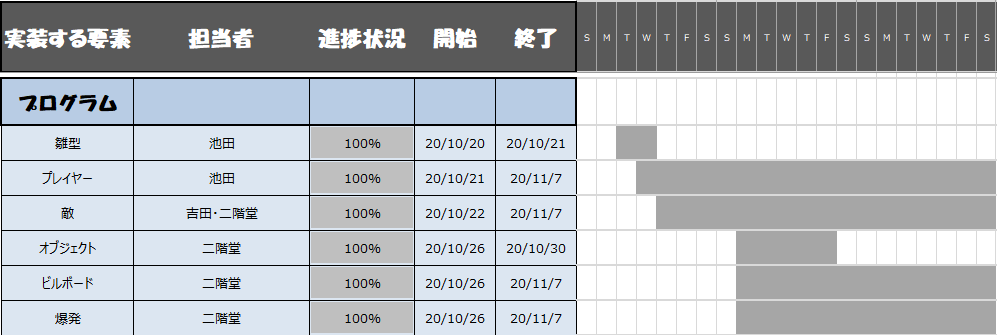 実装する要素 担当者 進捗状況 開始 終了 S M T W T F S S M T W T F S S M T W T F S
プログラム
雛型 池田 100% 20/10/20 20/10/21
プレイヤー 池田 100% 20/10/21 20/11/7
敵 吉田・二階堂 100% 20/10/22 20/11/7
オブジェクト 二階堂 100% 20/10/26 20/10/30
ビルボード 二階堂 100% 20/10/26 20/11/7
爆発 二階堂 100% 20/10/26 20/11/7